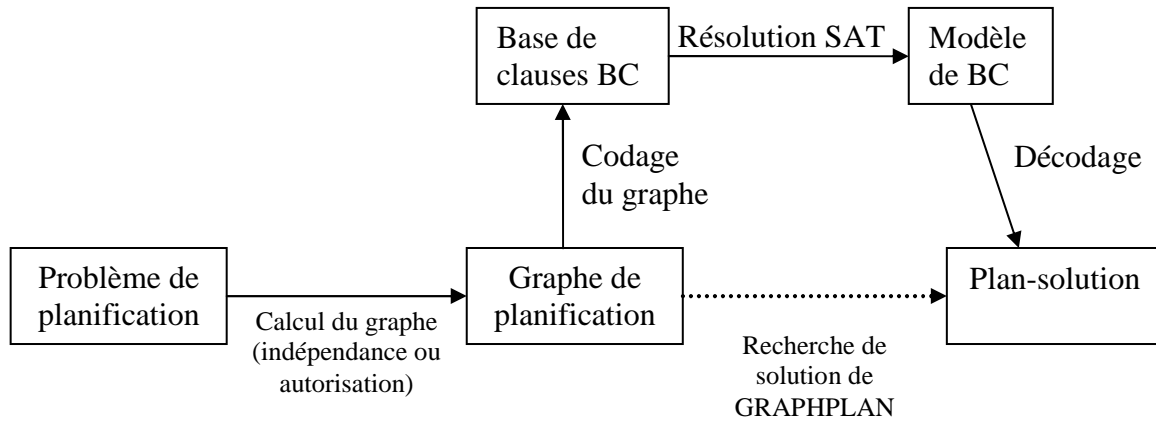 Base de
clauses BC
Résolution SAT
Modèle
de BC
Codage
du graphe
Décodage
Problème de
planification
Calcul du graphe
(indépendance ou
autorisation)
Graphe de
planification
Recherche de
solution de
GRAPHPLAN
Plan-solution